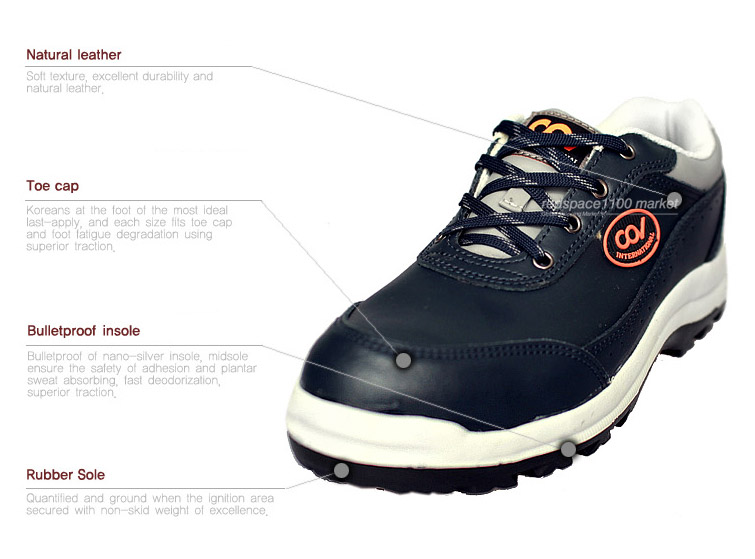 Natural leather
Soft texture, excellent durability and
natural leather.
Toe cap
Koreans at the foot of the most ideal
last-apply, and each size fits toe cap
and foot fatigue degradation using
superior traction.
Bulletproof insole
Bulletproof of nano-silver insole, midsole
ensure the safety of adhesion and plantar
sweat absorbing, fast deodorization,
superior traction.
Rubber Sole
Quantified and ground when the ignition area
secured with non-skid weight of excellence.
COV
redspace1100 market
COV
INTERNATIONAL